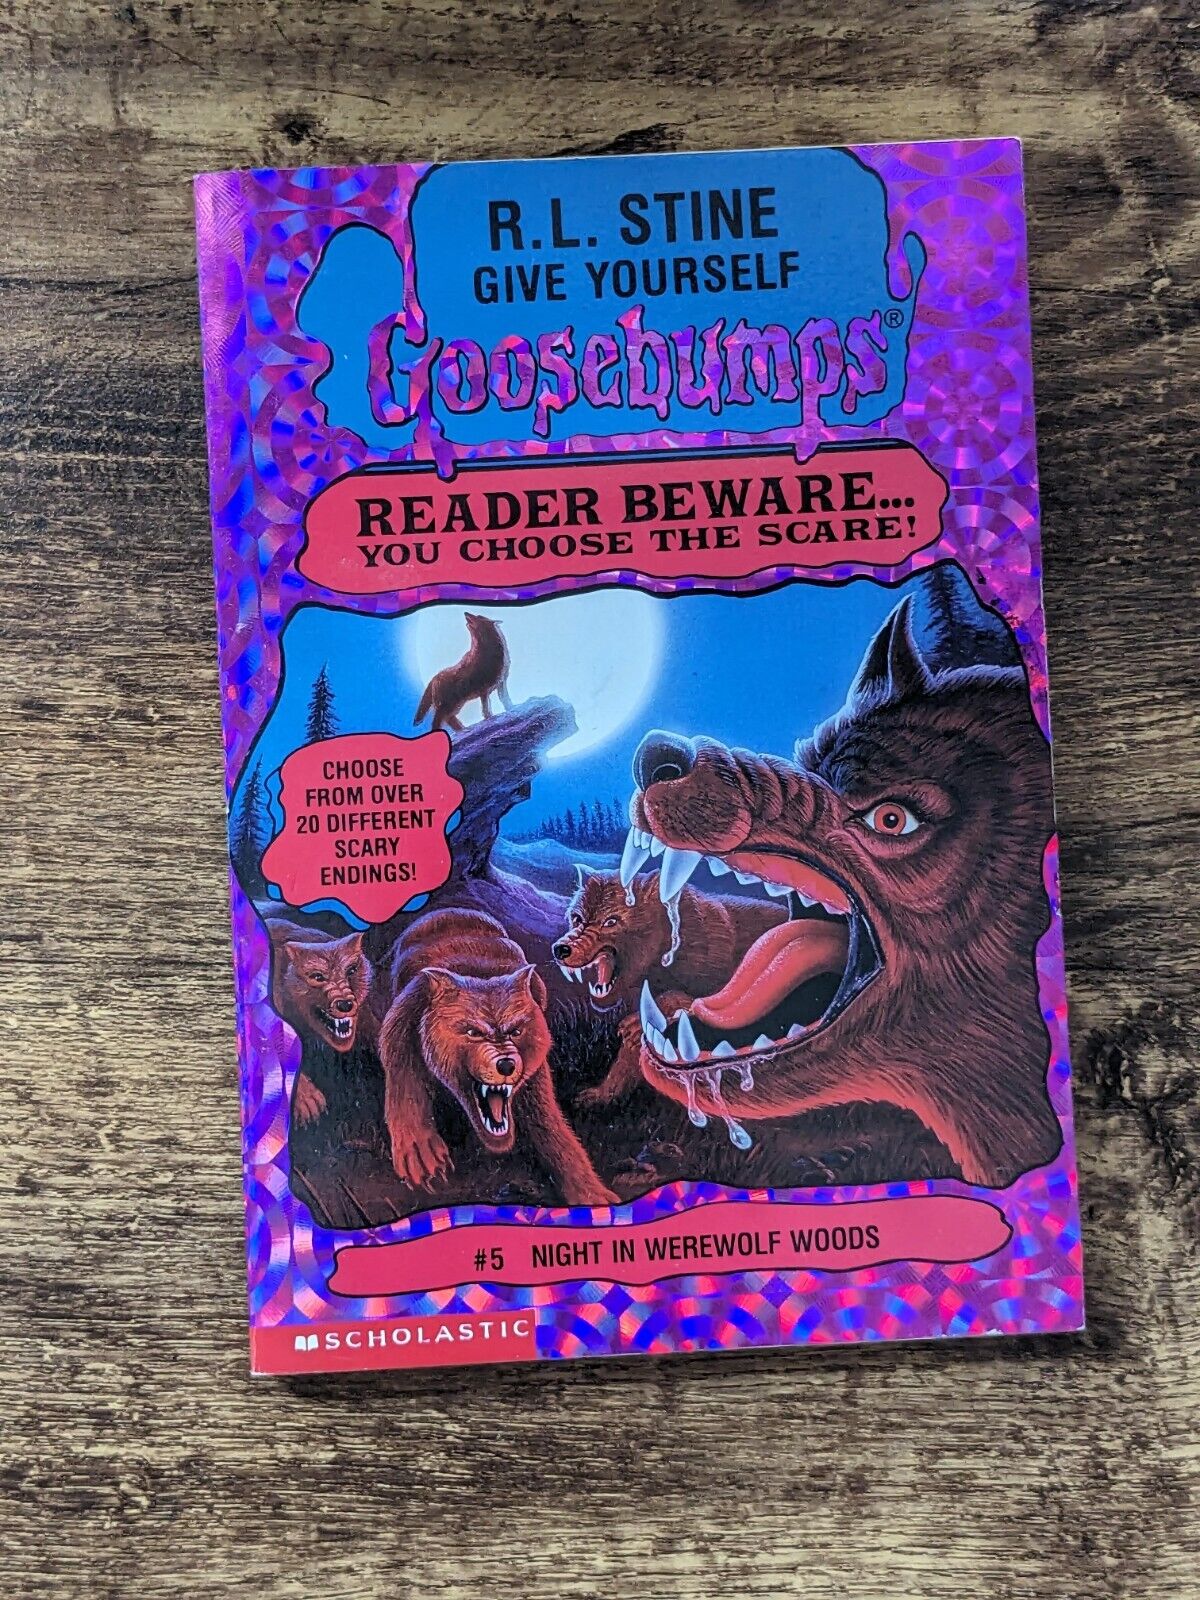 R.L. STINE
GIVE YOURSELF
Goosebumps®
READER BEWARE...
YOU CHOOSE THE SCARE!
CHOOSE
FROM OVER
20 DIFFERENT
SCARY
ENDINGS!
#5 NIGHT IN WEREWOLF WOODS
SCHOLASTIC